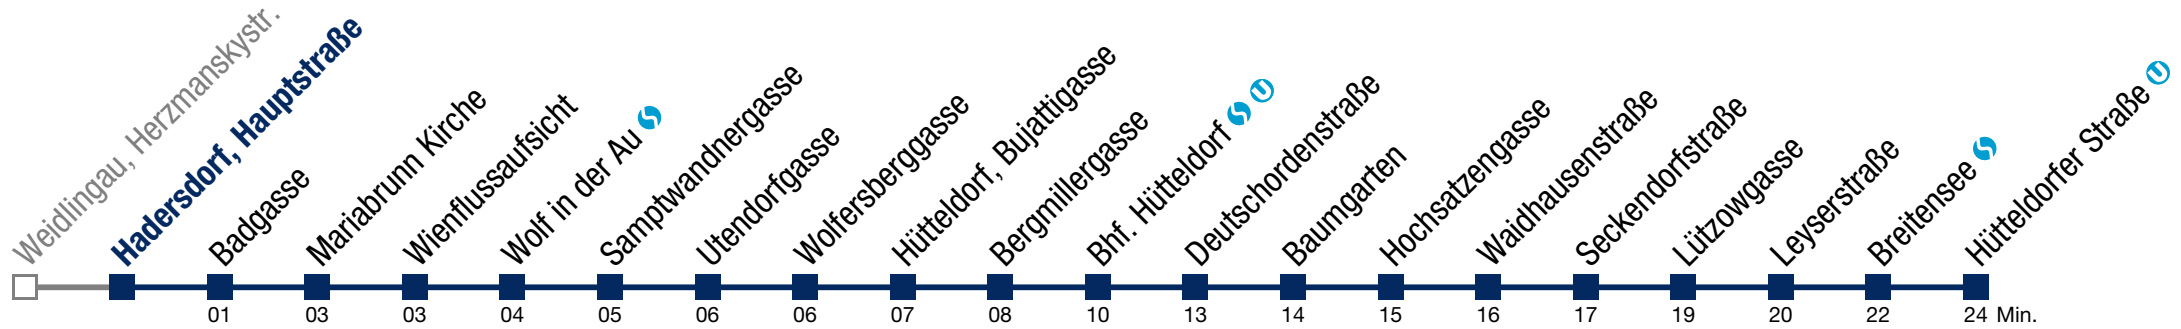 Weidlingau, Herzmanskystr.
Hadersdorf, Hauptstraße
Badgasse
Mariabrunn Kirche
Wienflussaufsicht
Wolf in der Au
Samptwandnergasse
Utendorfgasse
Wolfersberggasse
Hütteldorf, Bujattigasse
Bergmillergasse
Bhf. Hütteldorf
Deutschordenstraße
Baumgarten
Hochsatzengasse
Waidhausenstraße
Seckendorfstraße
Lützowgasse
Leyserstraße
Breitensee
Hütteldorfer Straße
01 03 03 04 05 06 06 07 08 10 13 14 15 16 17 19 20 22 24 Min.